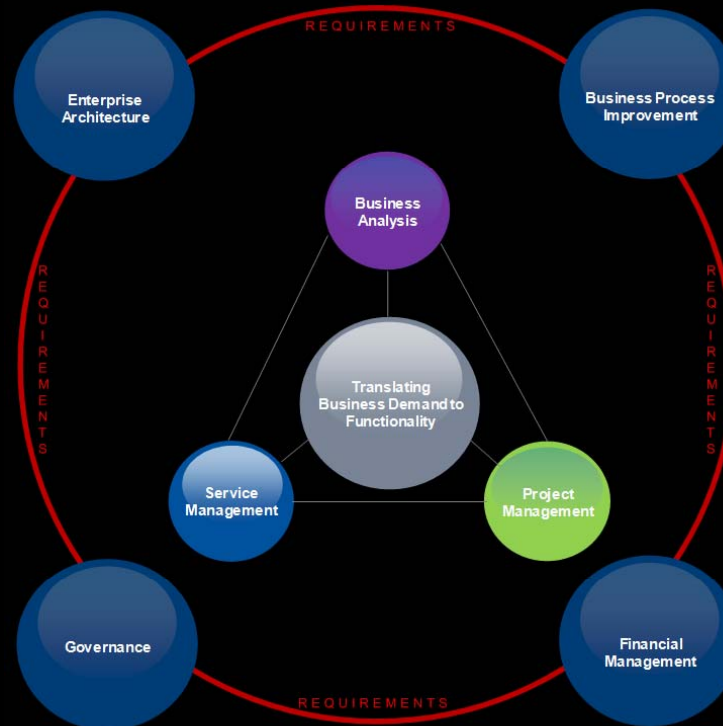 REQUIREMENTS
Enterprise
Architecture
Business Process
Improvement
Business
Analysis
REQUIREMENTS
REQUIREMENTS
Translating
Business Demand to
Functionality
Service
Management
Project
Management
Governance
Financial
Management
REQUIREMENTS